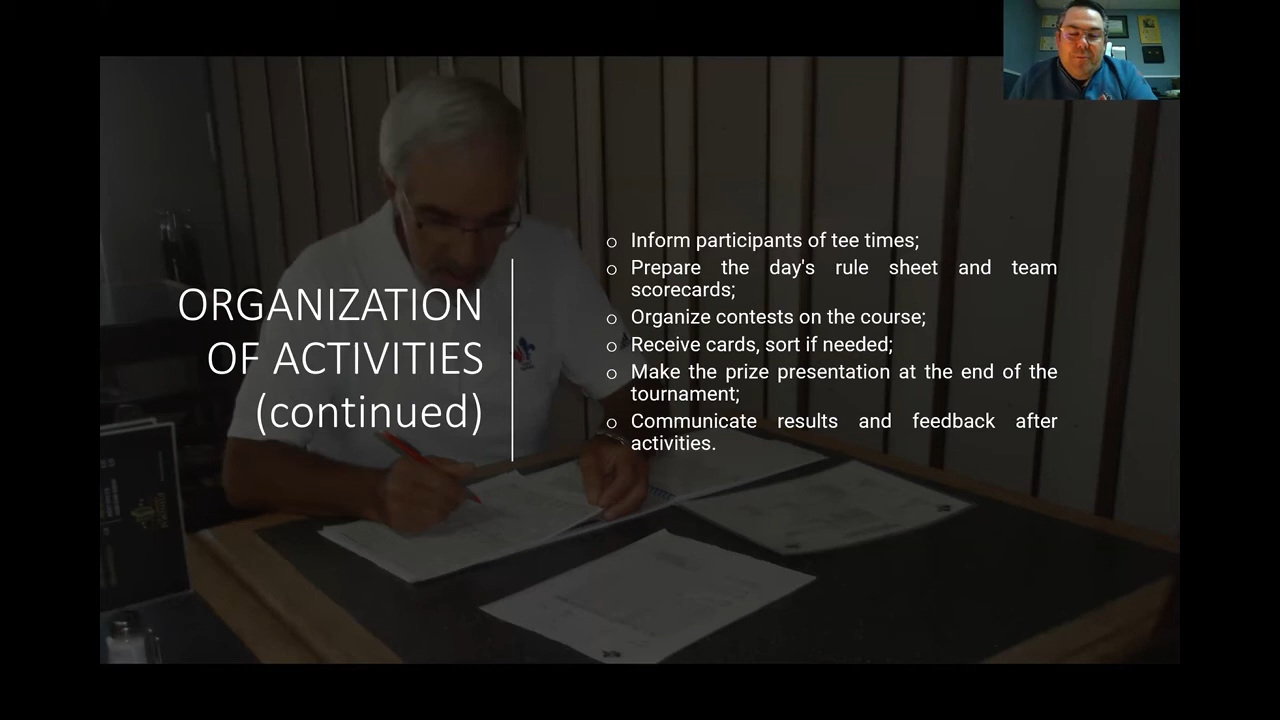 ORGANIZATION
OF ACTIVITIES
(continued)
o Inform participants of tee times;
o Prepare the day's rule sheet and team
scorecards;
o Organize contests on the course;
o Receive cards, sort if needed;
o Make the prize presentation at the end of the
tournament;
o Communicate results and feedback after
activities.